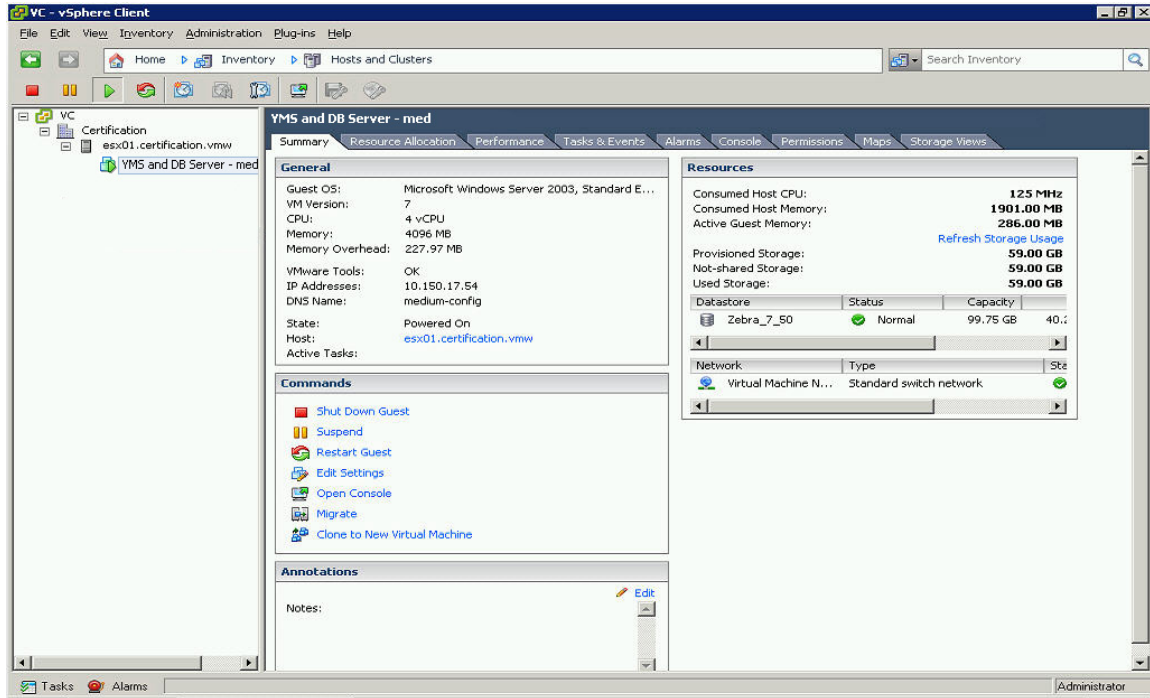 VC - vSphere Client
File Edit View Inventory Administration Plug-ins Help
Home Inventory Hosts and Clusters
Search Inventory
VC
Certification
esx01.certification.vmw
YMS and DB Server - med
YMS and DB Server - med
Summary Resource Allocation Performance Tasks & Events Alarms Console Permissions Maps Storage Views
General
Guest OS: Microsoft Windows Server 2003, Standard E...
VM Version: 7
CPU: 4 vCPU
Memory: 4096 MB
Memory Overhead: 227.97 MB
VMware Tools: OK
IP Addresses: 10.150.17.54
DNS Name: medium-config
State: Powered On
Host: esx01.certification.vmw
Active Tasks:
Commands
Shut Down Guest
Suspend
Restart Guest
Edit Settings
Open Console
Migrate
Clone to New Virtual Machine
Annotations
Edit
Notes:
Resources
Consumed Host CPU: 125 MHz
Consumed Host Memory: 1901.00 MB
Active Guest Memory: 286.00 MB
Refresh Storage Usage
Provisioned Storage: 59.00 GB
Not-shared Storage: 59.00 GB
Used Storage: 59.00 GB
Datastore Status Capacity
Zebra_7_50 Normal 99.75 GB 40.2
Network Type Sta
Virtual Machine N... Standard switch network
Tasks Alarms Administrator